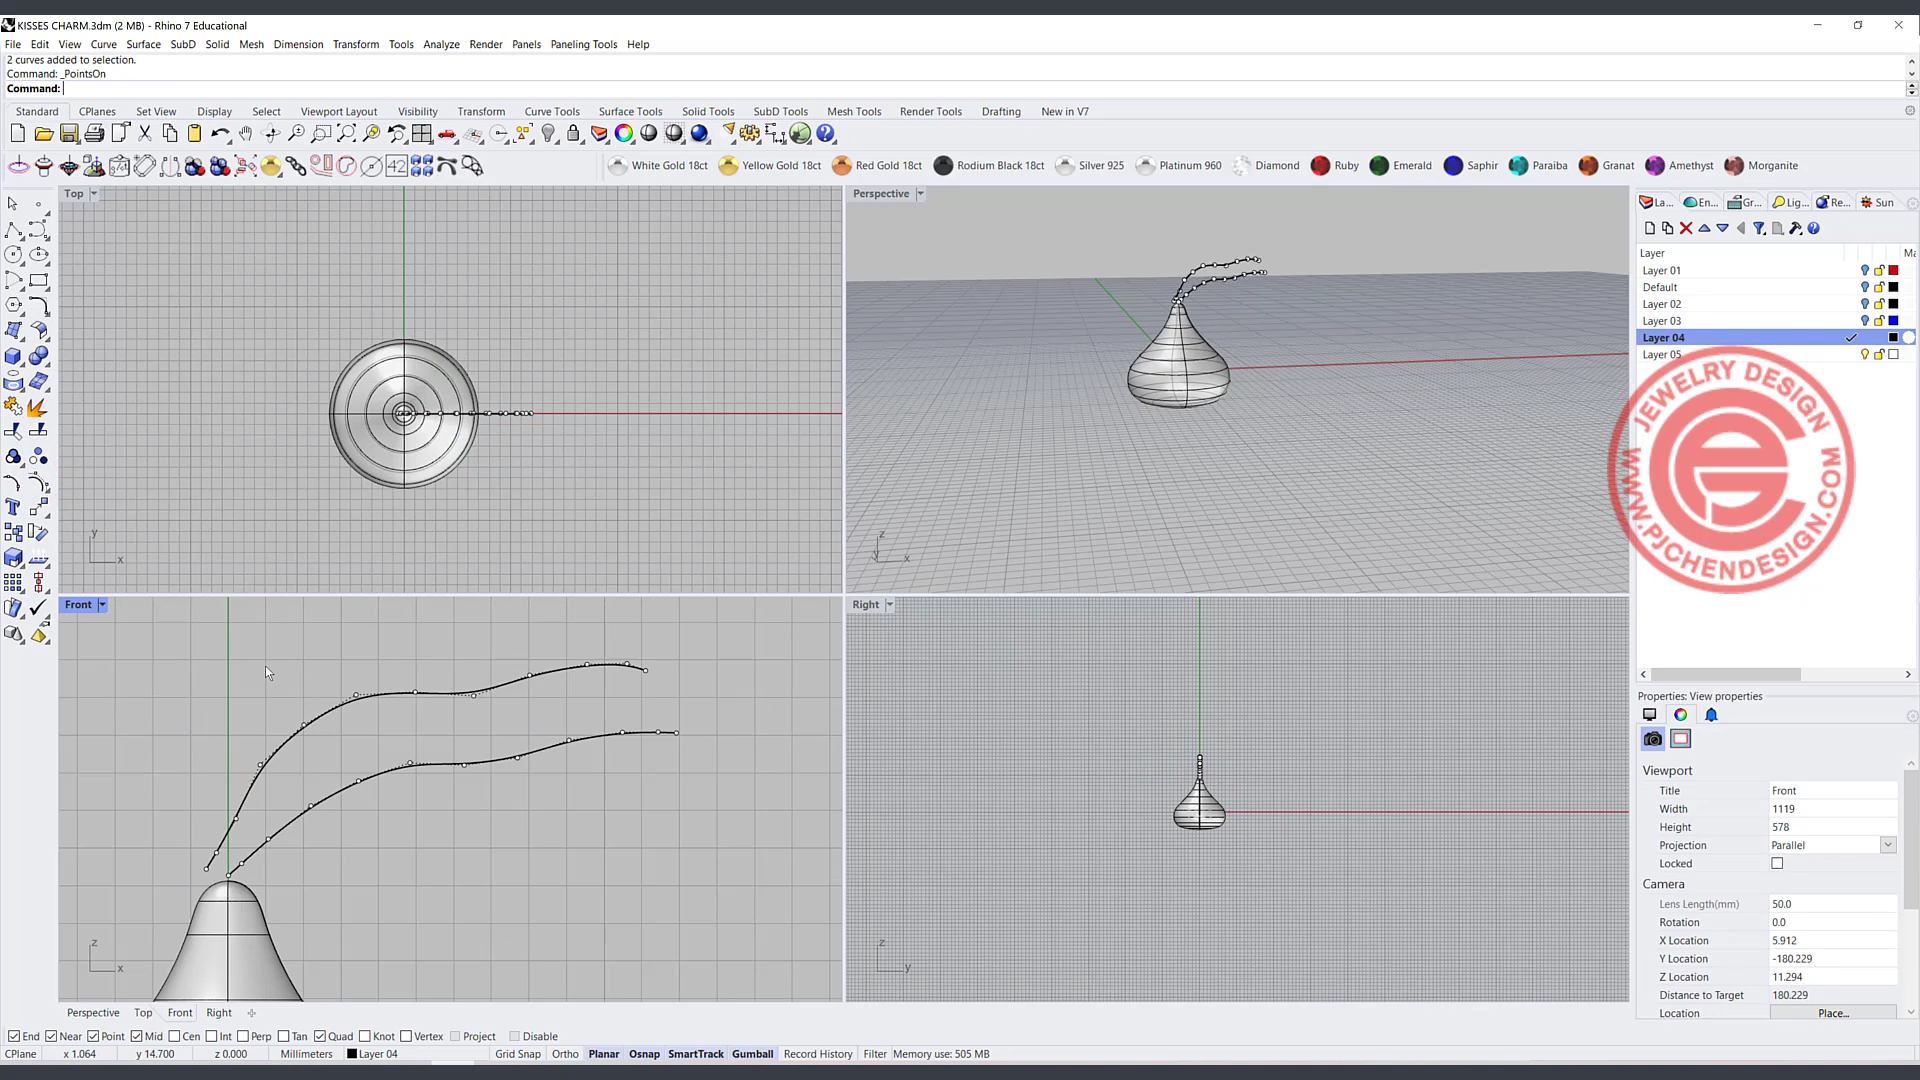 KISSES CHARM.3dm (2 MB) - Rhino 7 Educational
File Edit View Curve Surface SubD Solid Mesh Dimension Transform Tools Analyze Render Panels Paneling Tools Help
2 curves added to selection.
Command: _PointsOn
Command:
Standard CPlanes Set View Display Select Viewport Layout Visibility Transform Curve Tools Surface Tools Solid Tools SubD Tools Mesh Tools Render Tools Drafting New in V7
42 White Gold 18ct Yellow Gold 18ct Red Gold 18ct Rodium Black 18ct Silver 925 Platinum 960 Diamond Ruby Emerald Saphir Paraiba Granat Amethyst Morganite
Top
Perspective
La... En... Gr... Lig... Re... Sun
Layer Ma
Layer 01
Default
Layer 02
Layer 03
Layer 04
Layer 05
JEWELRY DESIGN
WWW.PJCHENDESIGN.COM
y
x
z
y
x
Front
Right
z
x
z
y
Properties: View properties
Viewport
Title Front
Width 1119
Height 578
Projection Parallel
Locked
Camera
Lens Length(mm) 50.0
Rotation 0.0
X Location 5.912
Y Location -180.229
Z Location 11.294
Distance to Target 180.229
Location Place...
Perspective Top Front Right
End Near Point Mid Cen Int Perp Tan Quad Knot Vertex Project Disable
CPlane x 1.064 y 14.700 z 0.000 Millimeters Layer 04 Grid Snap Ortho Planar Osnap SmartTrack Gumball Record History Filter Memory use: 505 MB